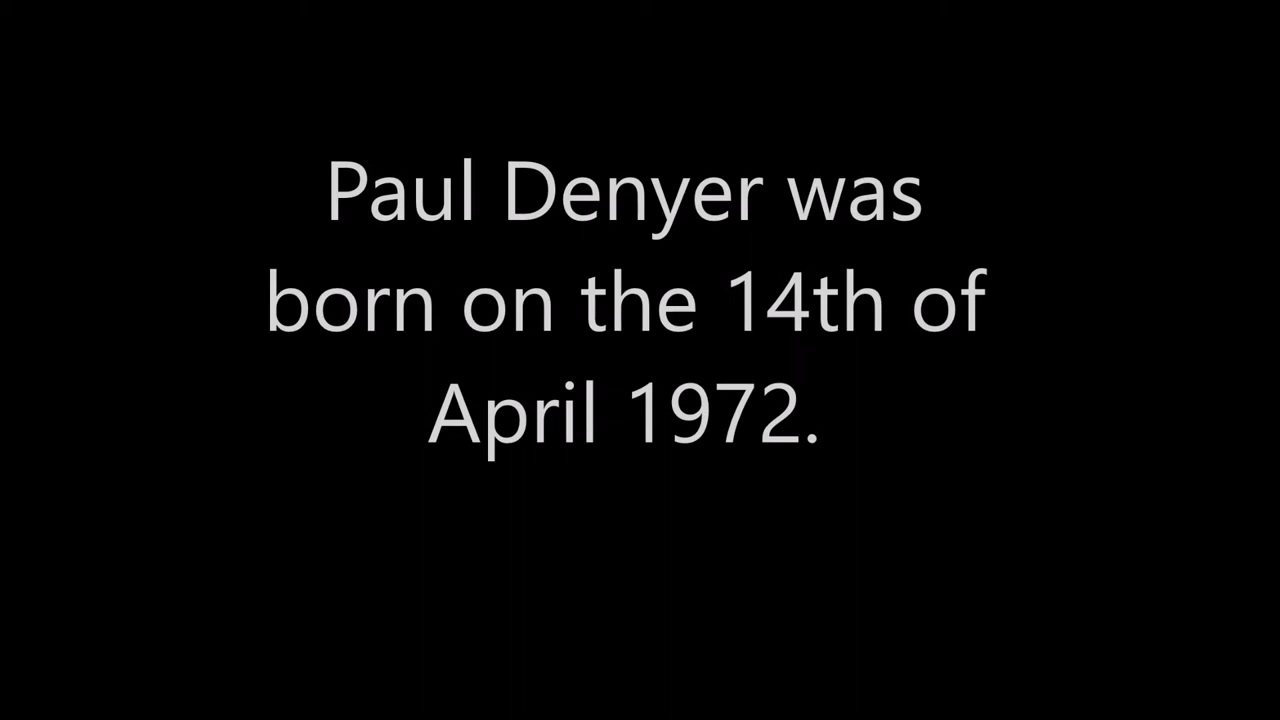 Paul Denyer was
born on the 14th of
April 1972.